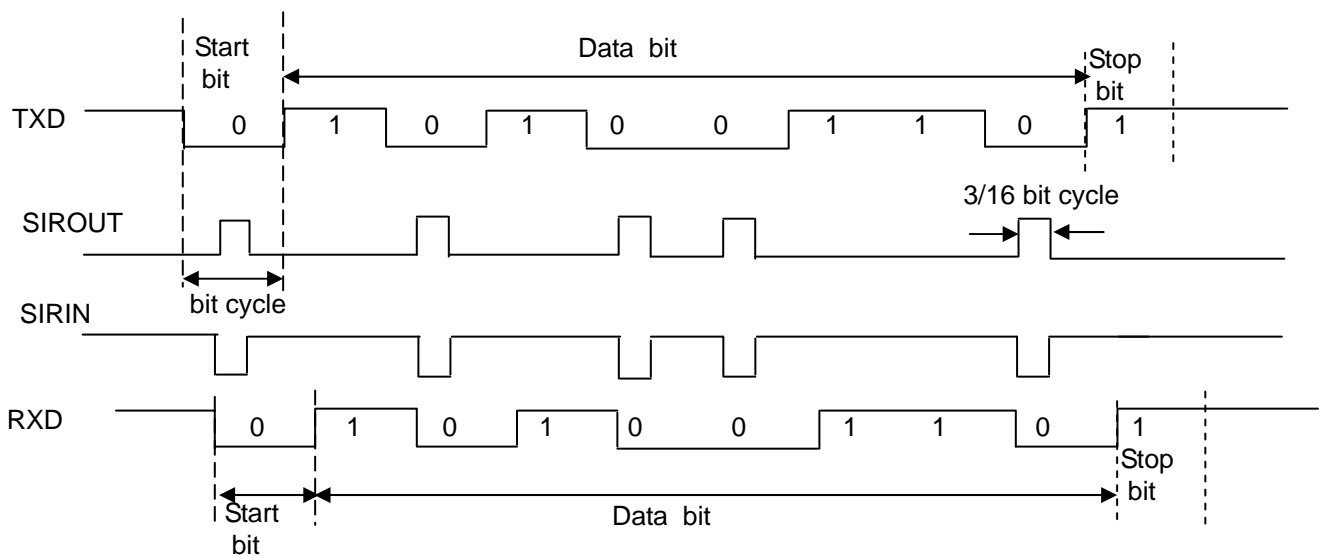 Start
bit
Data bit
Stop
bit
TXD
0 1 0 1 0 0 1 1 0 1
3/16 bit cycle
SIROUT
bit cycle
SIRIN
RXD
0 1 0 1 0 0 1 1 0 1
Stop
bit
Start
bit
Data bit